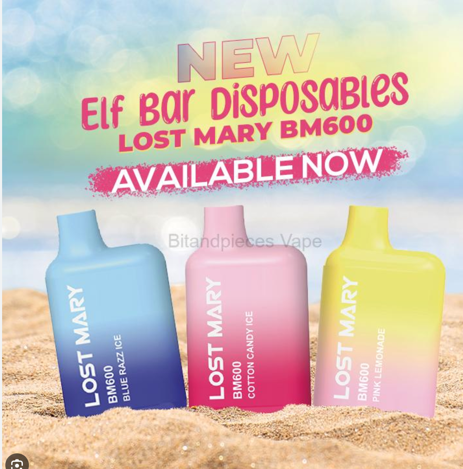 NEW
Elf Bar Disposables
LOST MARY BM600
AVAILABLE NOW
Bitandpieces Vape
LOST MARY
BM600
BLUE RAZZ ICE
LOST MARY
BM600
COTTON CANDY ICE
LOST MARY
BM600
PINK LEMONADE